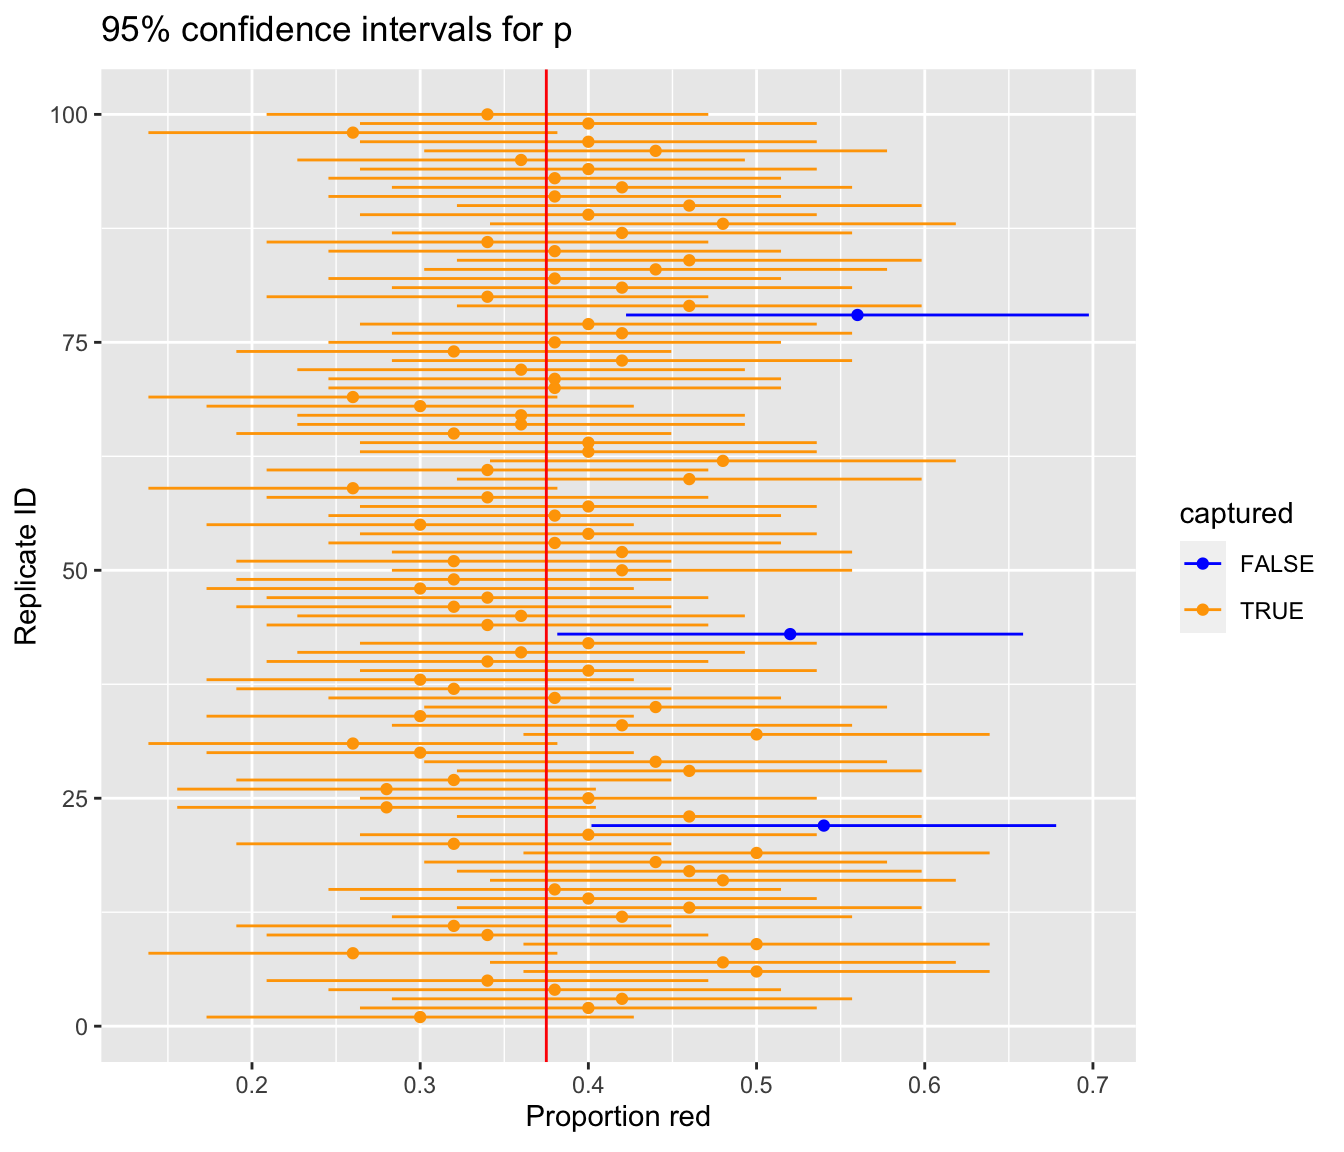 95% confidence intervals for p
100
75
50
25
0
Replicate ID
0.2 0.3 0.4 0.5 0.6 0.7
Proportion red
captured
FALSE
TRUE